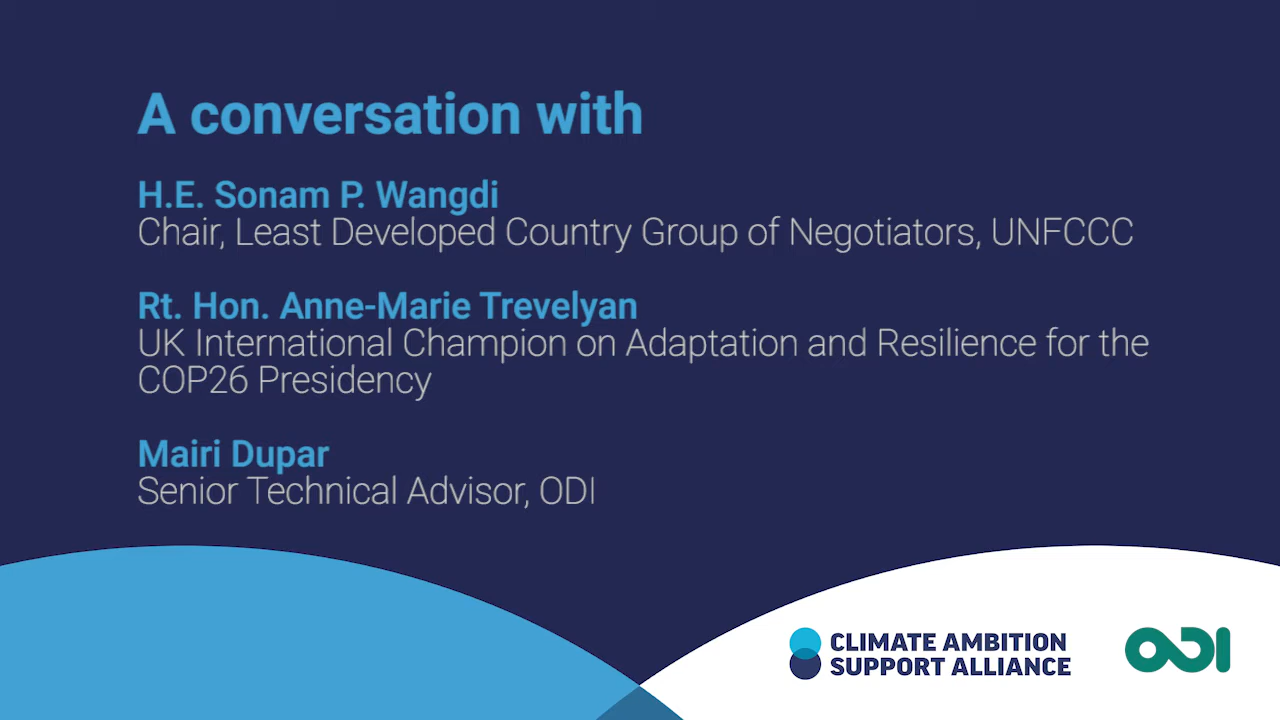 A conversation with
H.E. Sonam P. Wangdi
Chair, Least Developed Country Group of Negotiators, UNFCCC
Rt. Hon. Anne-Marie Trevelyan
UK International Champion on Adaptation and Resilience for the
COP26 Presidency
Mairi Dupar
Senior Technical Advisor, ODI
CLIMATE AMBITION
SUPPORT ALLIANCE
ODI